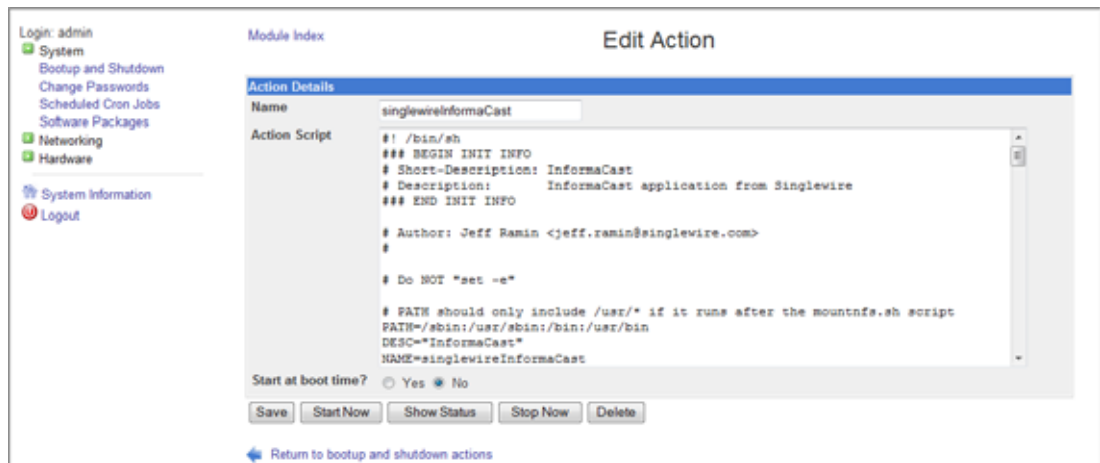 Login: admin
System
Bootup and Shutdown
Change Passwords
Scheduled Cron Jobs
Software Packages
Networking
Hardware
System Information
Logout
Module Index
Edit Action
Action Details
Name singlewireInformaCast
Action Script
#! /bin/sh
### BEGIN INIT INFO
# Short-Description: InformaCast
# Description: InformaCast application from Singlewire
### END INIT INFO
# Author: Jeff Ramin <jeff.ramin@singlewire.com>
#
# Do NOT "set -e"
# PATH should only include /usr/* if it runs after the mountnfs.sh script
PATH=/sbin:/usr/sbin:/bin:/usr/bin
DESC="InformaCast"
NAME=singlewireInformaCast
Start at boot time? Yes No
Save Start Now Show Status Stop Now Delete
Return to bootup and shutdown actions